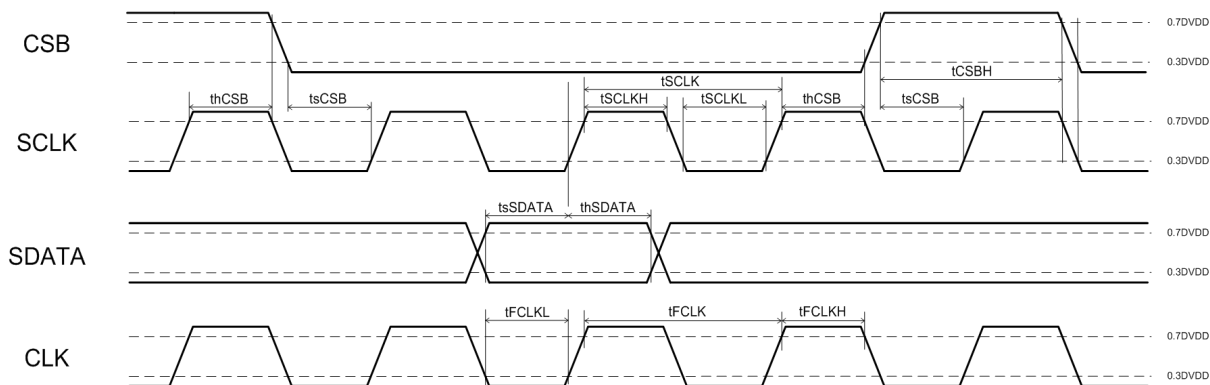 0.7DVDD
CSB
0.3DVDD
tSCLK
tCSBH
thCSB
tsCSB
tSCLKH
tSCLKL
thCSB
tsCSB
0.7DVDD
SCLK
0.3DVDD
tsSDATA
thSDATA
0.7DVDD
SDATA
0.3DVDD
tFCLKL
tFCLK
tFCLKH
0.7DVDD
CLK
0.3DVDD